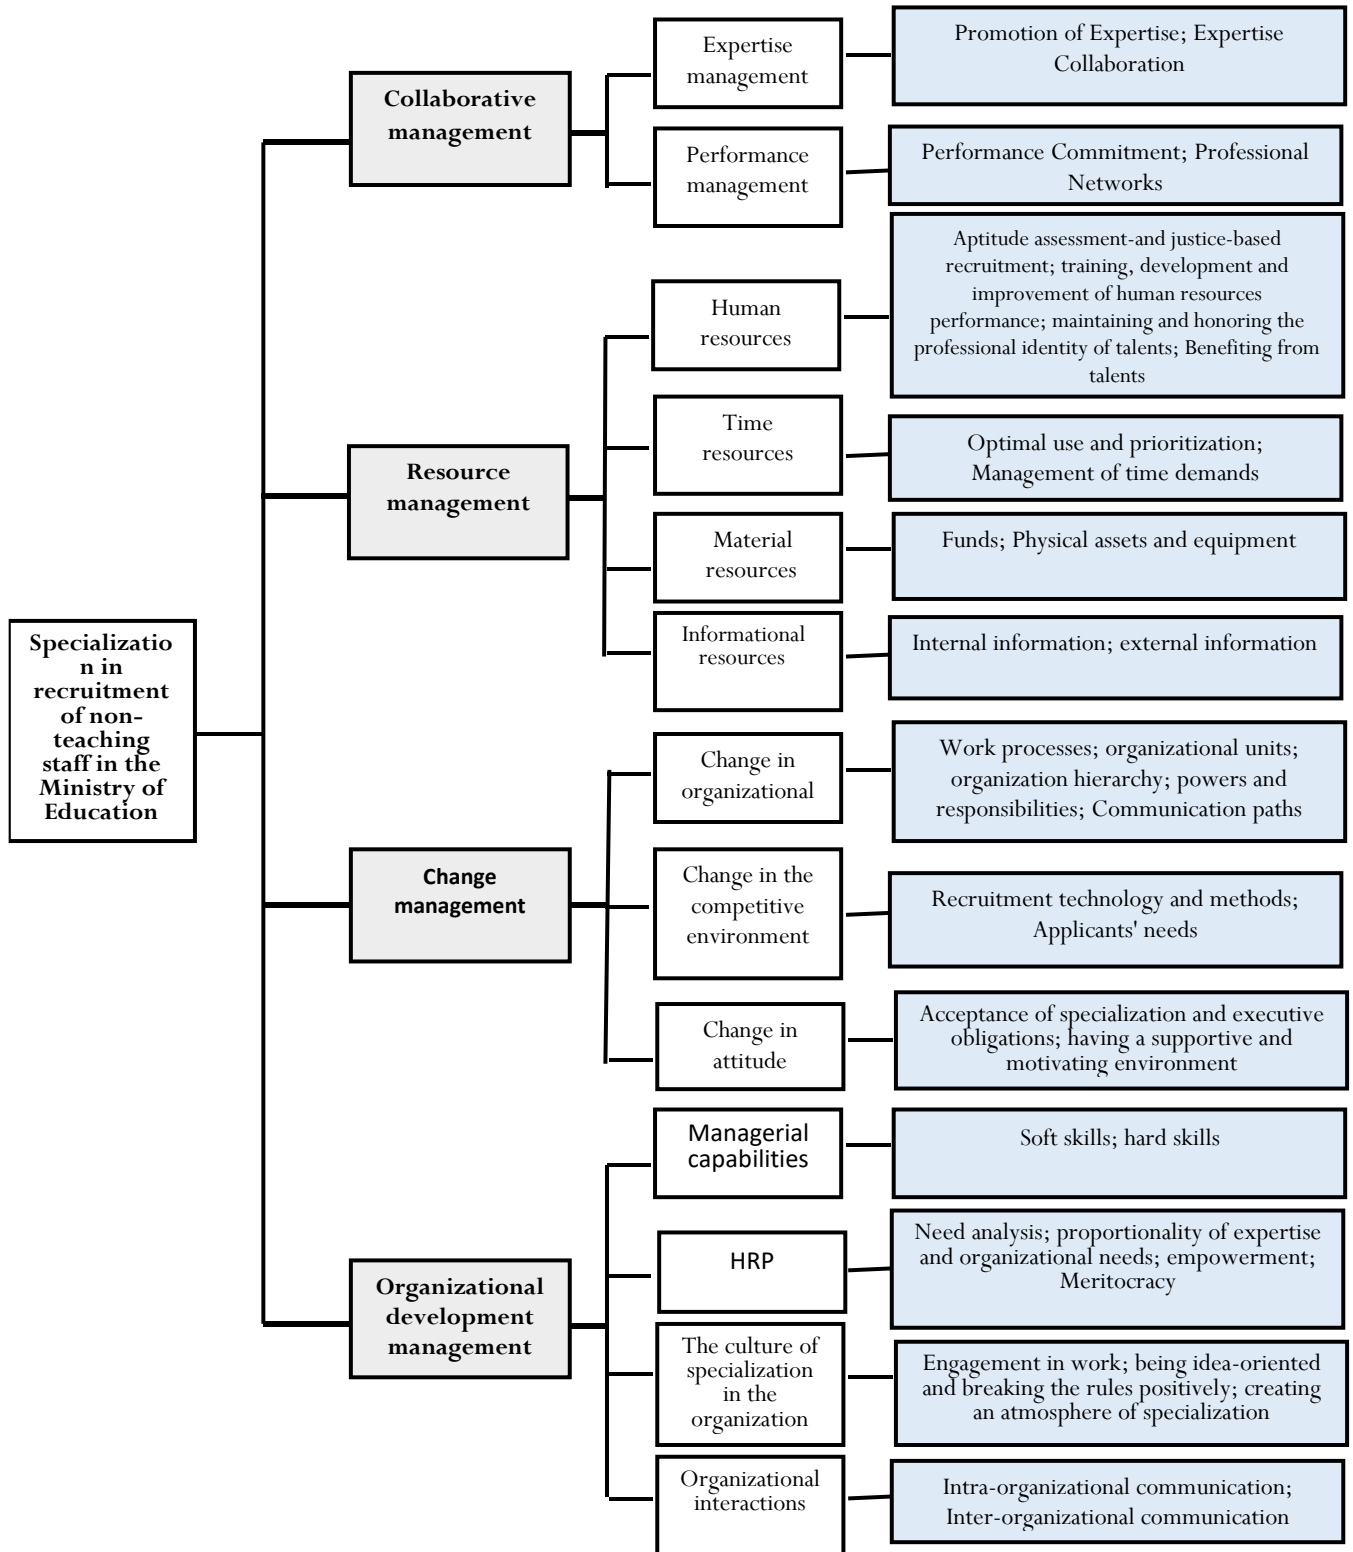 Expertise
management
Promotion of Expertise; Expertise
Collaboration
Collaborative
management
Performance
management
Performance Commitment; Professional
Networks
Human
resources
Aptitude assessment-and justice-based
recruitment; training, development and
improvement of human resources
performance; maintaining and honoring the
professional identity of talents; Benefiting from
talents
Time
resources
Optimal use and prioritization;
Management of time demands
Resource
management
Material
resources
Funds; Physical assets and equipment
Informational
resources
Internal information; external information
Specializatio
n in
recruitment
of non-
teaching
staff in the
Ministry of
Education
Change in
organizational
Work processes; organizational units;
organization hierarchy; powers and
responsibilities; Communication paths
Change
management
Change in the
competitive
environment
Recruitment technology and methods;
Applicants' needs
Change in
attitude
Acceptance of specialization and executive
obligations; having a supportive and
motivating environment
Managerial
capabilities
Soft skills; hard skills
HRP
Need analysis; proportionality of expertise
and organizational needs; empowerment;
Meritocracy
Organizational
development
management
The culture of
specialization
in the
organization
Engagement in work; being idea-oriented
and breaking the rules positively; creating
an atmosphere of specialization
Organizational
interactions
Intra-organizational communication;
Inter-organizational communication